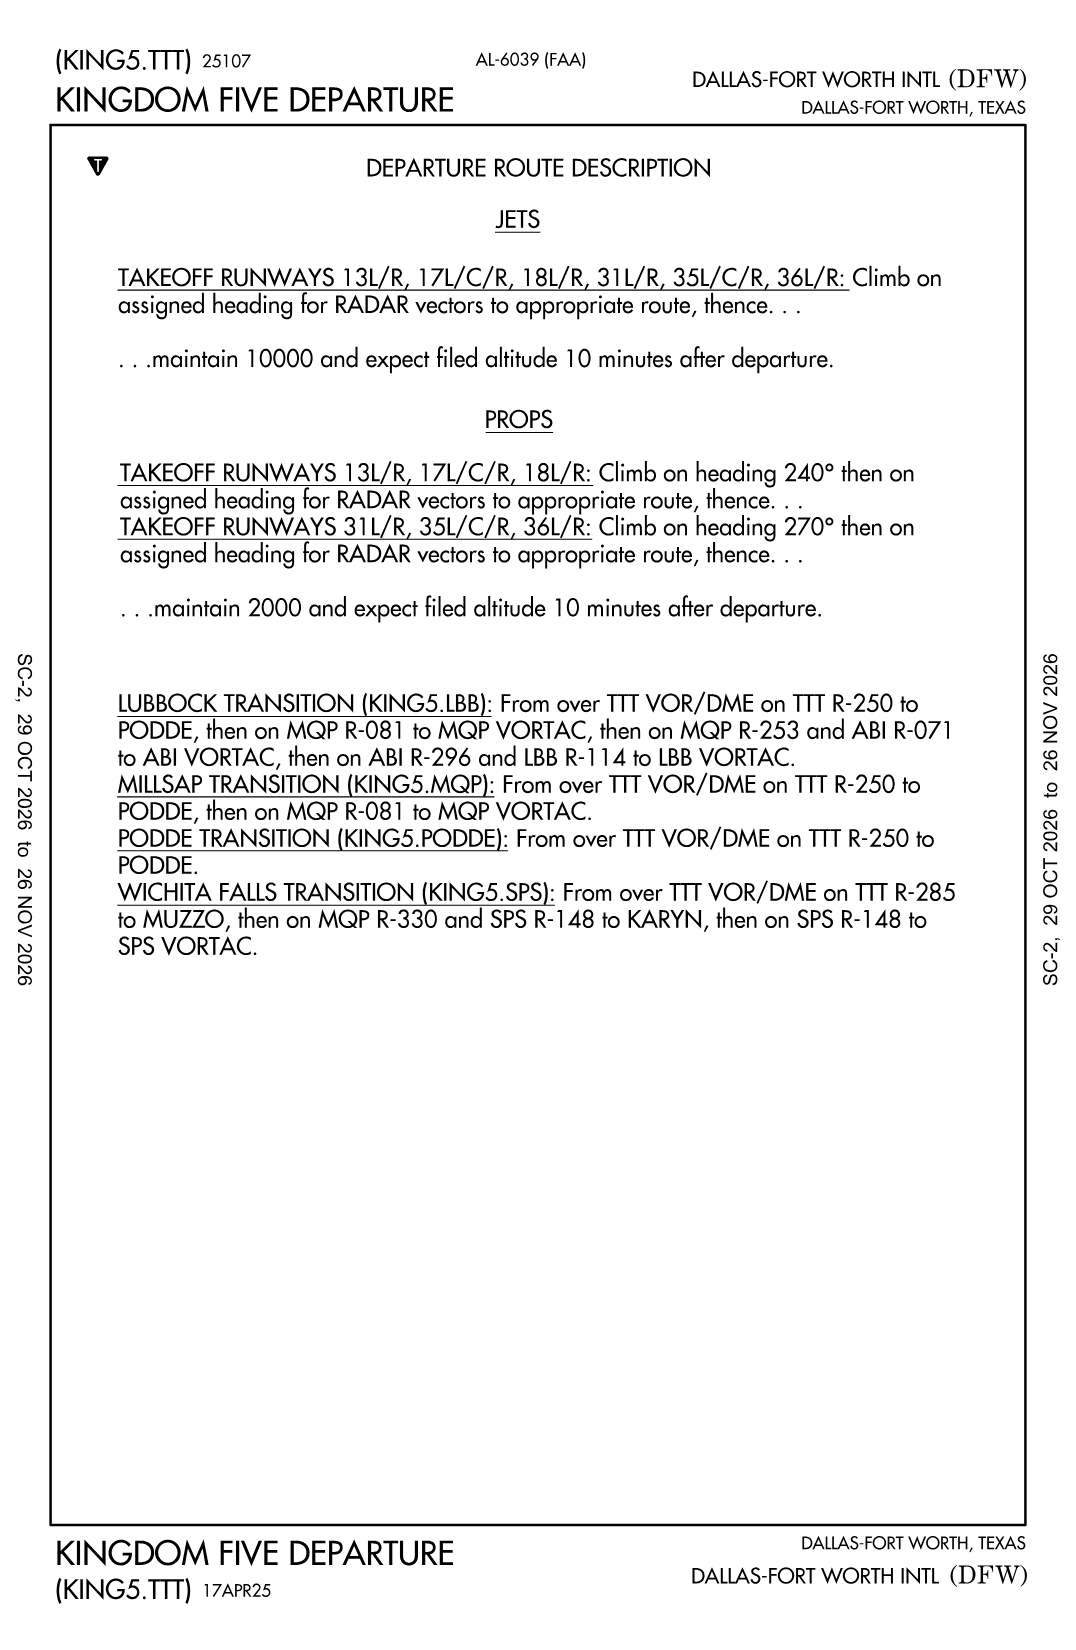 (KING5.TTT) 25107
AL-6039 (FAA)
KINGDOM FIVE DEPARTURE
DALLAS-FORT WORTH INTL (DFW)
DALLAS-FORT WORTH, TEXAS
T
DEPARTURE ROUTE DESCRIPTION
JETS
TAKEOFF RUNWAYS 13L/R, 17L/C/R, 18L/R, 31L/R, 35L/C/R, 36L/R: Climb on
assigned heading for RADAR vectors to appropriate route, thence. . .
. . .maintain 10000 and expect filed altitude 10 minutes after departure.
PROPS
TAKEOFF RUNWAYS 13L/R, 17L/C/R, 18L/R: Climb on heading 240° then on
assigned heading for RADAR vectors to appropriate route, thence. . .
TAKEOFF RUNWAYS 31L/R, 35L/C/R, 36L/R: Climb on heading 270° then on
assigned heading for RADAR vectors to appropriate route, thence. . .
. . .maintain 2000 and expect filed altitude 10 minutes after departure.
LUBBOCK TRANSITION (KING5.LBB): From over TTT VOR/DME on TTT R-250 to
PODDE, then on MQP R-081 to MQP VORTAC, then on MQP R-253 and ABI R-071
to ABI VORTAC, then on ABI R-296 and LBB R-114 to LBB VORTAC.
MILLSAP TRANSITION (KING5.MQP): From over TTT VOR/DME on TTT R-250 to
PODDE, then on MQP R-081 to MQP VORTAC.
PODDE TRANSITION (KING5.PODDE): From over TTT VOR/DME on TTT R-250 to
PODDE.
WICHITA FALLS TRANSITION (KING5.SPS): From over TTT VOR/DME on TTT R-285
to MUZZO, then on MQP R-330 and SPS R-148 to KARYN, then on SPS R-148 to
SPS VORTAC.
SC-2, 29 OCT 2026 to 26 NOV 2026
SC-2, 29 OCT 2026 to 26 NOV 2026
KINGDOM FIVE DEPARTURE
(KING5.TTT) 17APR25
DALLAS-FORT WORTH, TEXAS
DALLAS-FORT WORTH INTL (DFW)